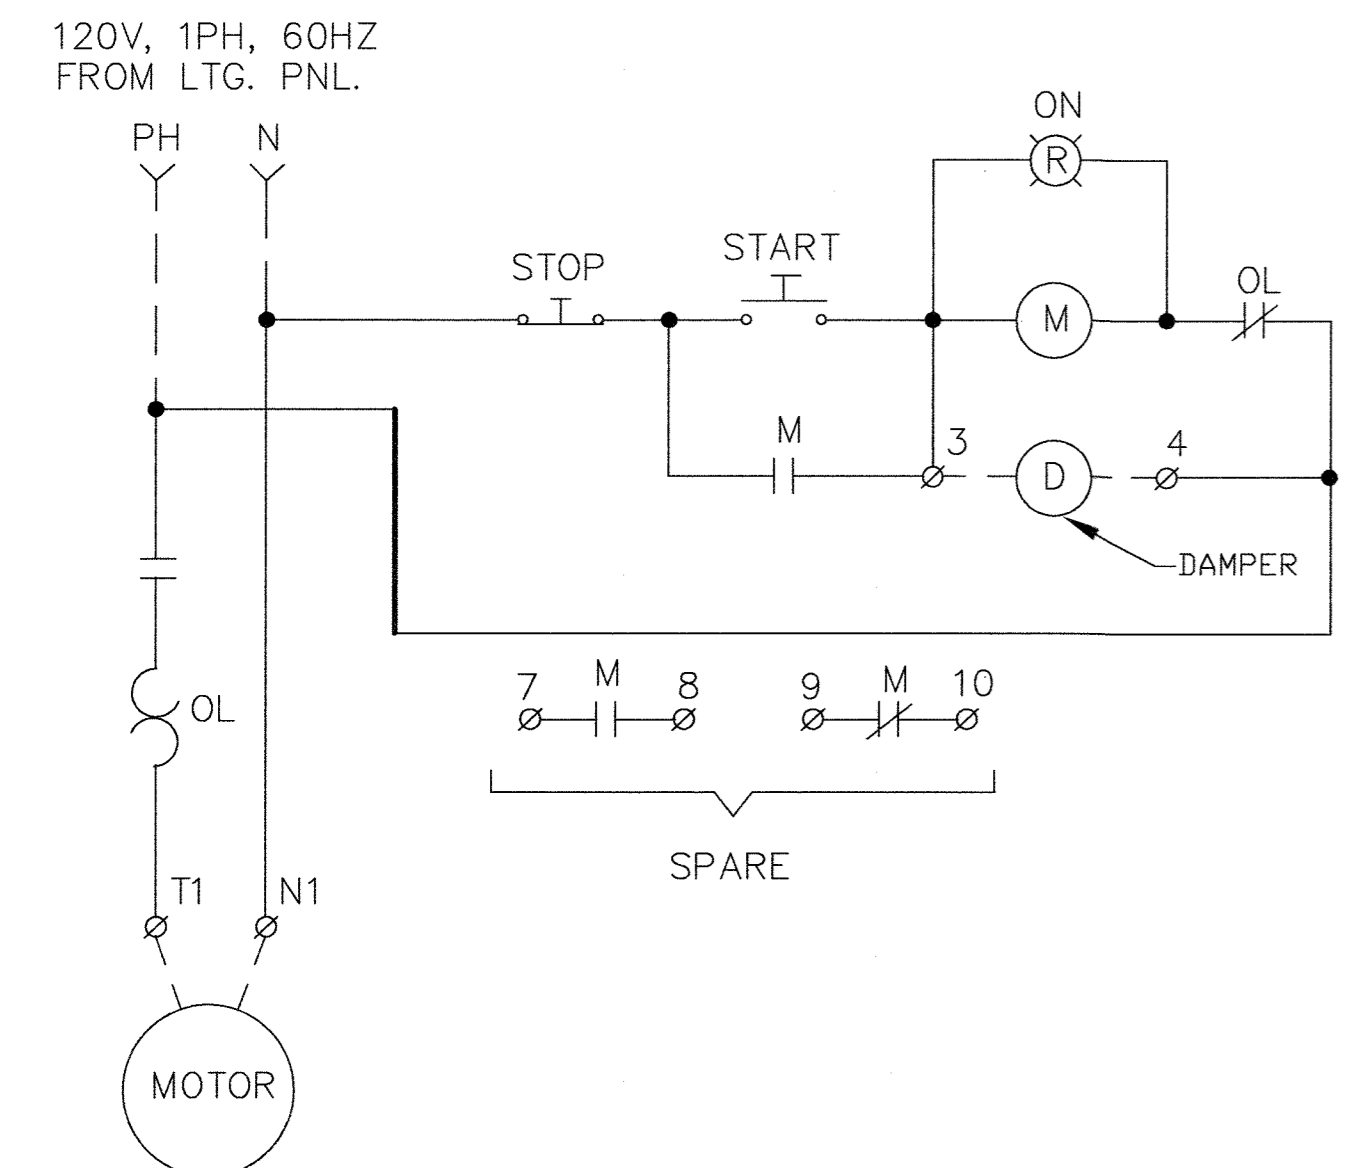 120V, 1PH, 60HZ
FROM LTG. PNL.
PH N
ON
R
STOP
START
M
OL
M
3
D
4
DAMPER
OL
7 M 8
9 M 10
SPARE
T1
N1
MOTOR